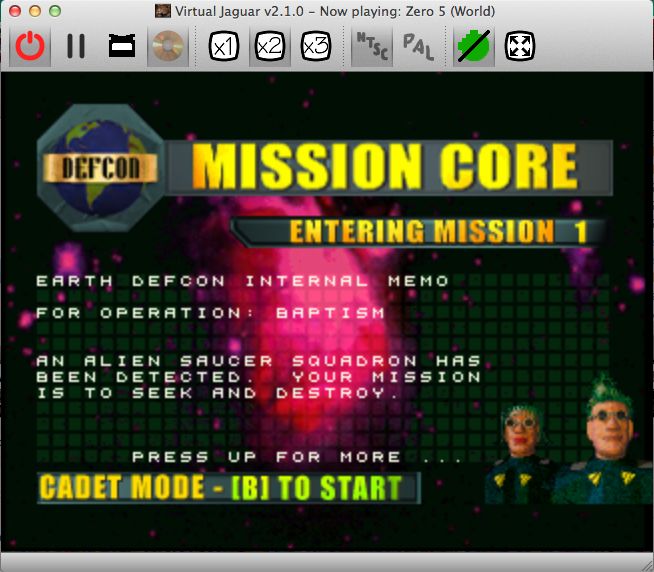 Virtual Jaguar v2.1.0 - Now playing: Zero 5 (World)
x1 x2 x3 NTSC PAL
DEFCON
MISSION CORE
ENTERING MISSION 1
EARTH DEFCON INTERNAL MEMO
FOR OPERATION: BAPTISM
AN ALIEN SAUCER SQUADRON HAS
BEEN DETECTED. YOUR MISSION
IS TO SEEK AND DESTROY.
PRESS UP FOR MORE ...
CADET MODE - [B] TO START